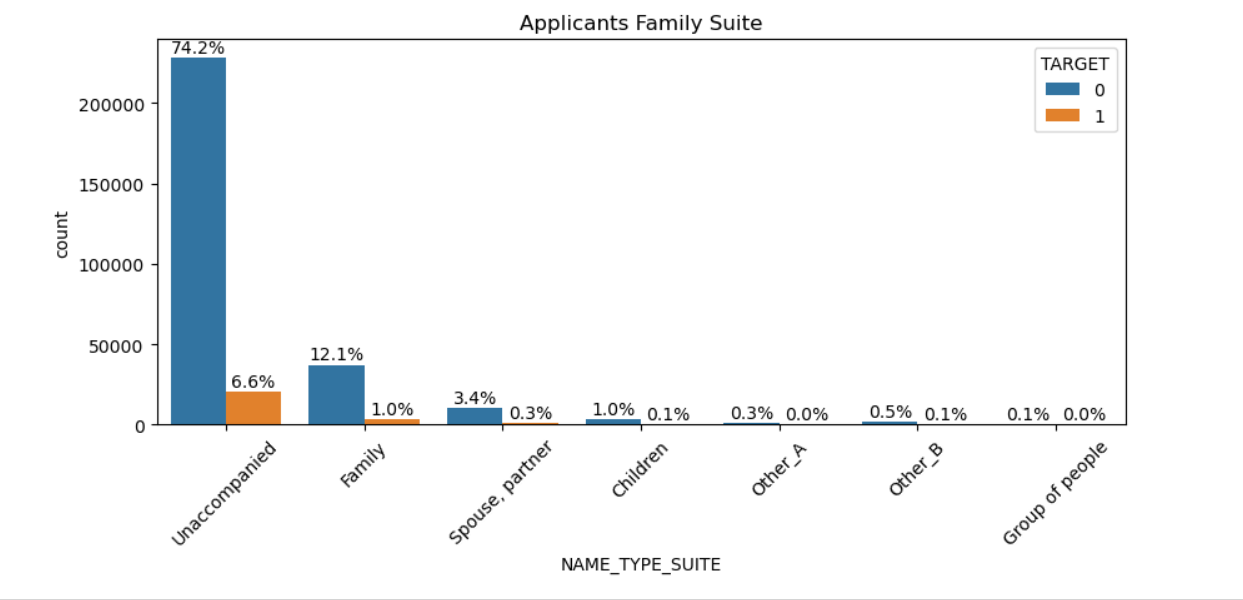 Applicants Family Suite
TARGET
0
1
count
200000
150000
100000
50000
0
74.2%
6.6%
12.1%
1.0%
3.4%
0.3%
1.0%
0.1%
0.3%
0.0%
0.5%
0.1%
0.1%
0.0%
Unaccompanied
Family
Spouse, partner
Children
Other_A
Other_B
Group of people
NAME_TYPE_SUITE